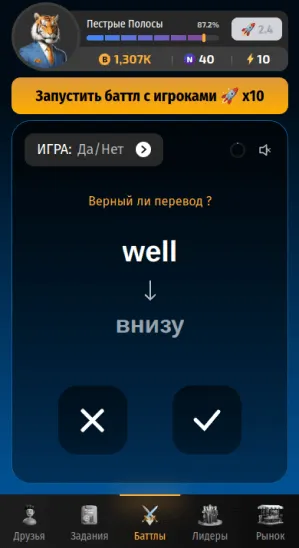 Пестрые Полосы
87.2%
🚀 2.4
B 1,307K
N 40
⚡ 10
Запустить баттл с игроками 🚀 x10
ИГРА: Да/Нет
Верный ли перевод ?
well
↓
внизу
Друзья
Задания
Баттлы
Лидеры
Рынок